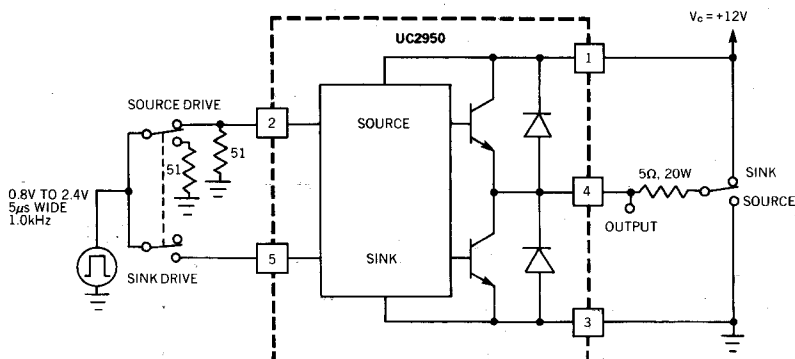 V_C = +12V
UC2950
1
SOURCE DRIVE
2
SOURCE
51
51
5Ω, 20W
SINK
0.8V TO 2.4V
5μs WIDE
1.0kHz
4
SOURCE
OUTPUT
5
SINK
SINK DRIVE
3